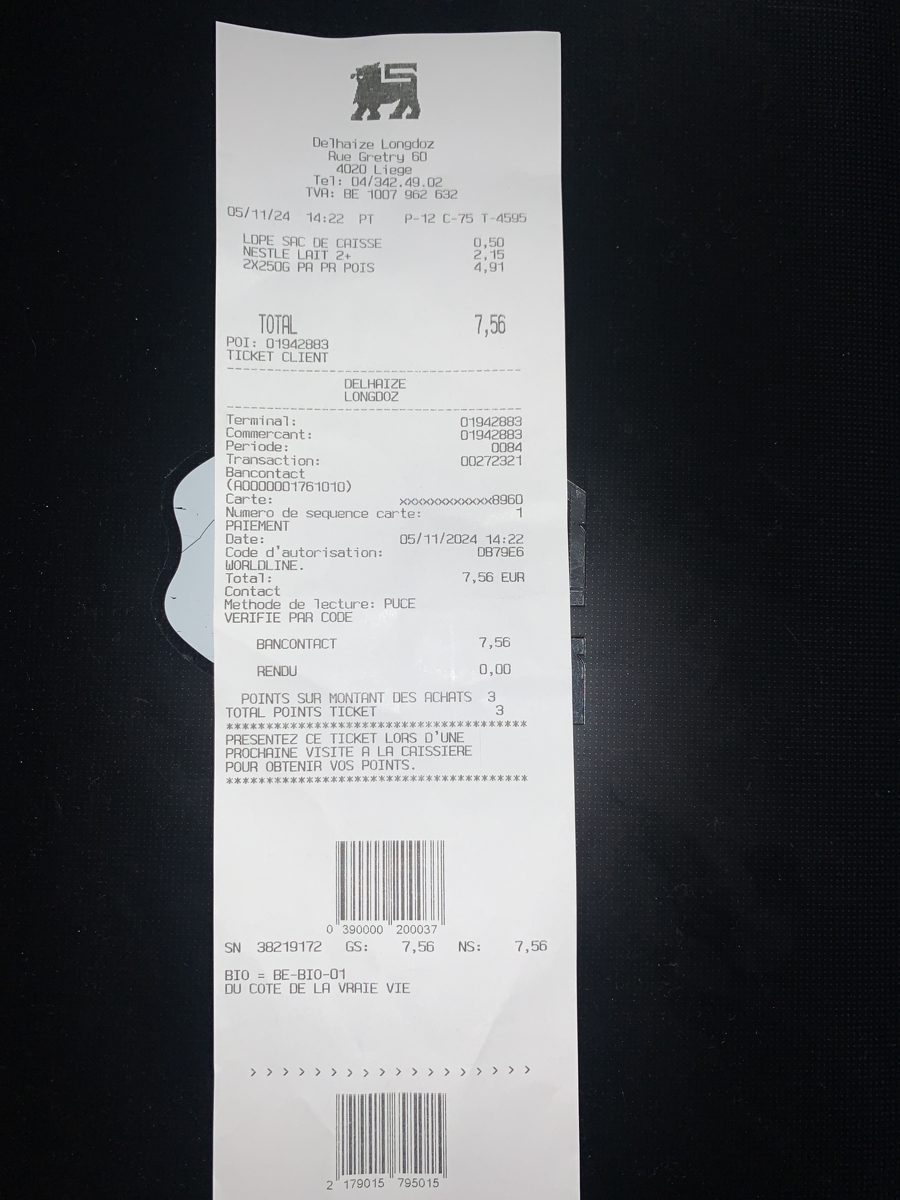 Delhaize Longdoz
Rue Gretry 60
4020 Liege
Tel: 04/342.49.02
TVA: BE 1007 962 632
05/11/24 14:22 PT P-12 C-75 T-4595
LDPE SAC DE CAISSE 0,50
NESTLE LAIT 2+ 2,15
2X250G PA PR POIS 4,91
TOTAL 7,56
POI: 01942883
TICKET CLIENT
--------------------------------------
DELHAIZE
LONGDOZ
--------------------------------------
Terminal: 01942883
Commercant: 01942883
Periode: 0084
Transaction: 00272321
Bancontact
(A0000001761010)
Carte: xxxxxxxxxxxxx8960
Numero de sequence carte: 1
PAIEMENT
Date: 05/11/2024 14:22
Code d'autorisation: DB79E6
WORLDLINE.
Total: 7,56 EUR
Contact
Methode de lecture: PUCE
VERIFIE PAR CODE
BANCONTACT 7,56
RENDU 0,00
POINTS SUR MONTANT DES ACHATS 3
TOTAL POINTS TICKET 3
**************************************
PRESENTEZ CE TICKET LORS D'UNE
PROCHAINE VISITE A LA CAISSIERE
POUR OBTENIR VOS POINTS.
**************************************
0 390000 200037
SN 38219172 GS: 7,56 NS: 7,56
BIO = BE-BIO-01
DU COTE DE LA VRAIE VIE
> > > > > > > > > > > > > > > > > >
2 179015 795015